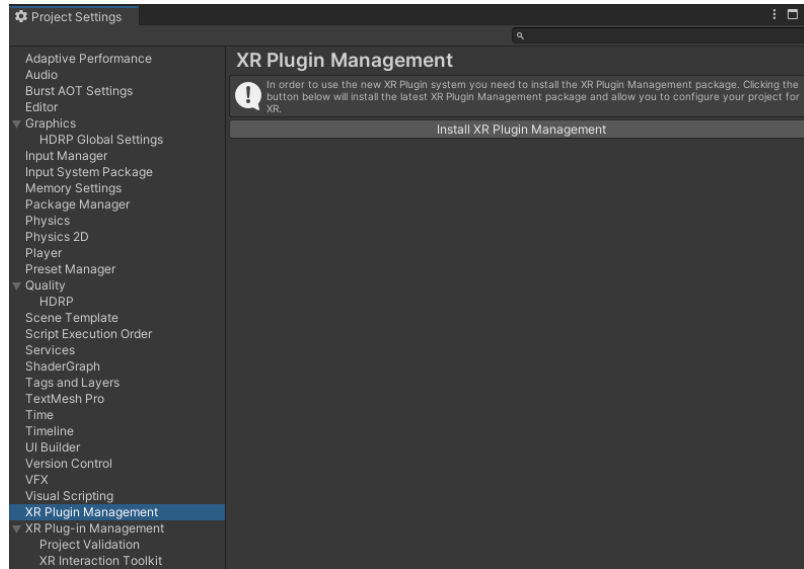 Project Settings
Adaptive Performance
Audio
Burst AOT Settings
Editor
Graphics
HDRP Global Settings
Input Manager
Input System Package
Memory Settings
Package Manager
Physics
Physics 2D
Player
Preset Manager
Quality
HDRP
Scene Template
Script Execution Order
Services
ShaderGraph
Tags and Layers
TextMesh Pro
Time
Timeline
UI Builder
Version Control
VFX
Visual Scripting
XR Plugin Management
XR Plug-in Management
Project Validation
XR Interaction Toolkit
XR Plugin Management
In order to use the new XR Plugin system you need to install the XR Plugin Management package. Clicking the
button below will install the latest XR Plugin Management package and allow you to configure your project for
XR.
Install XR Plugin Management